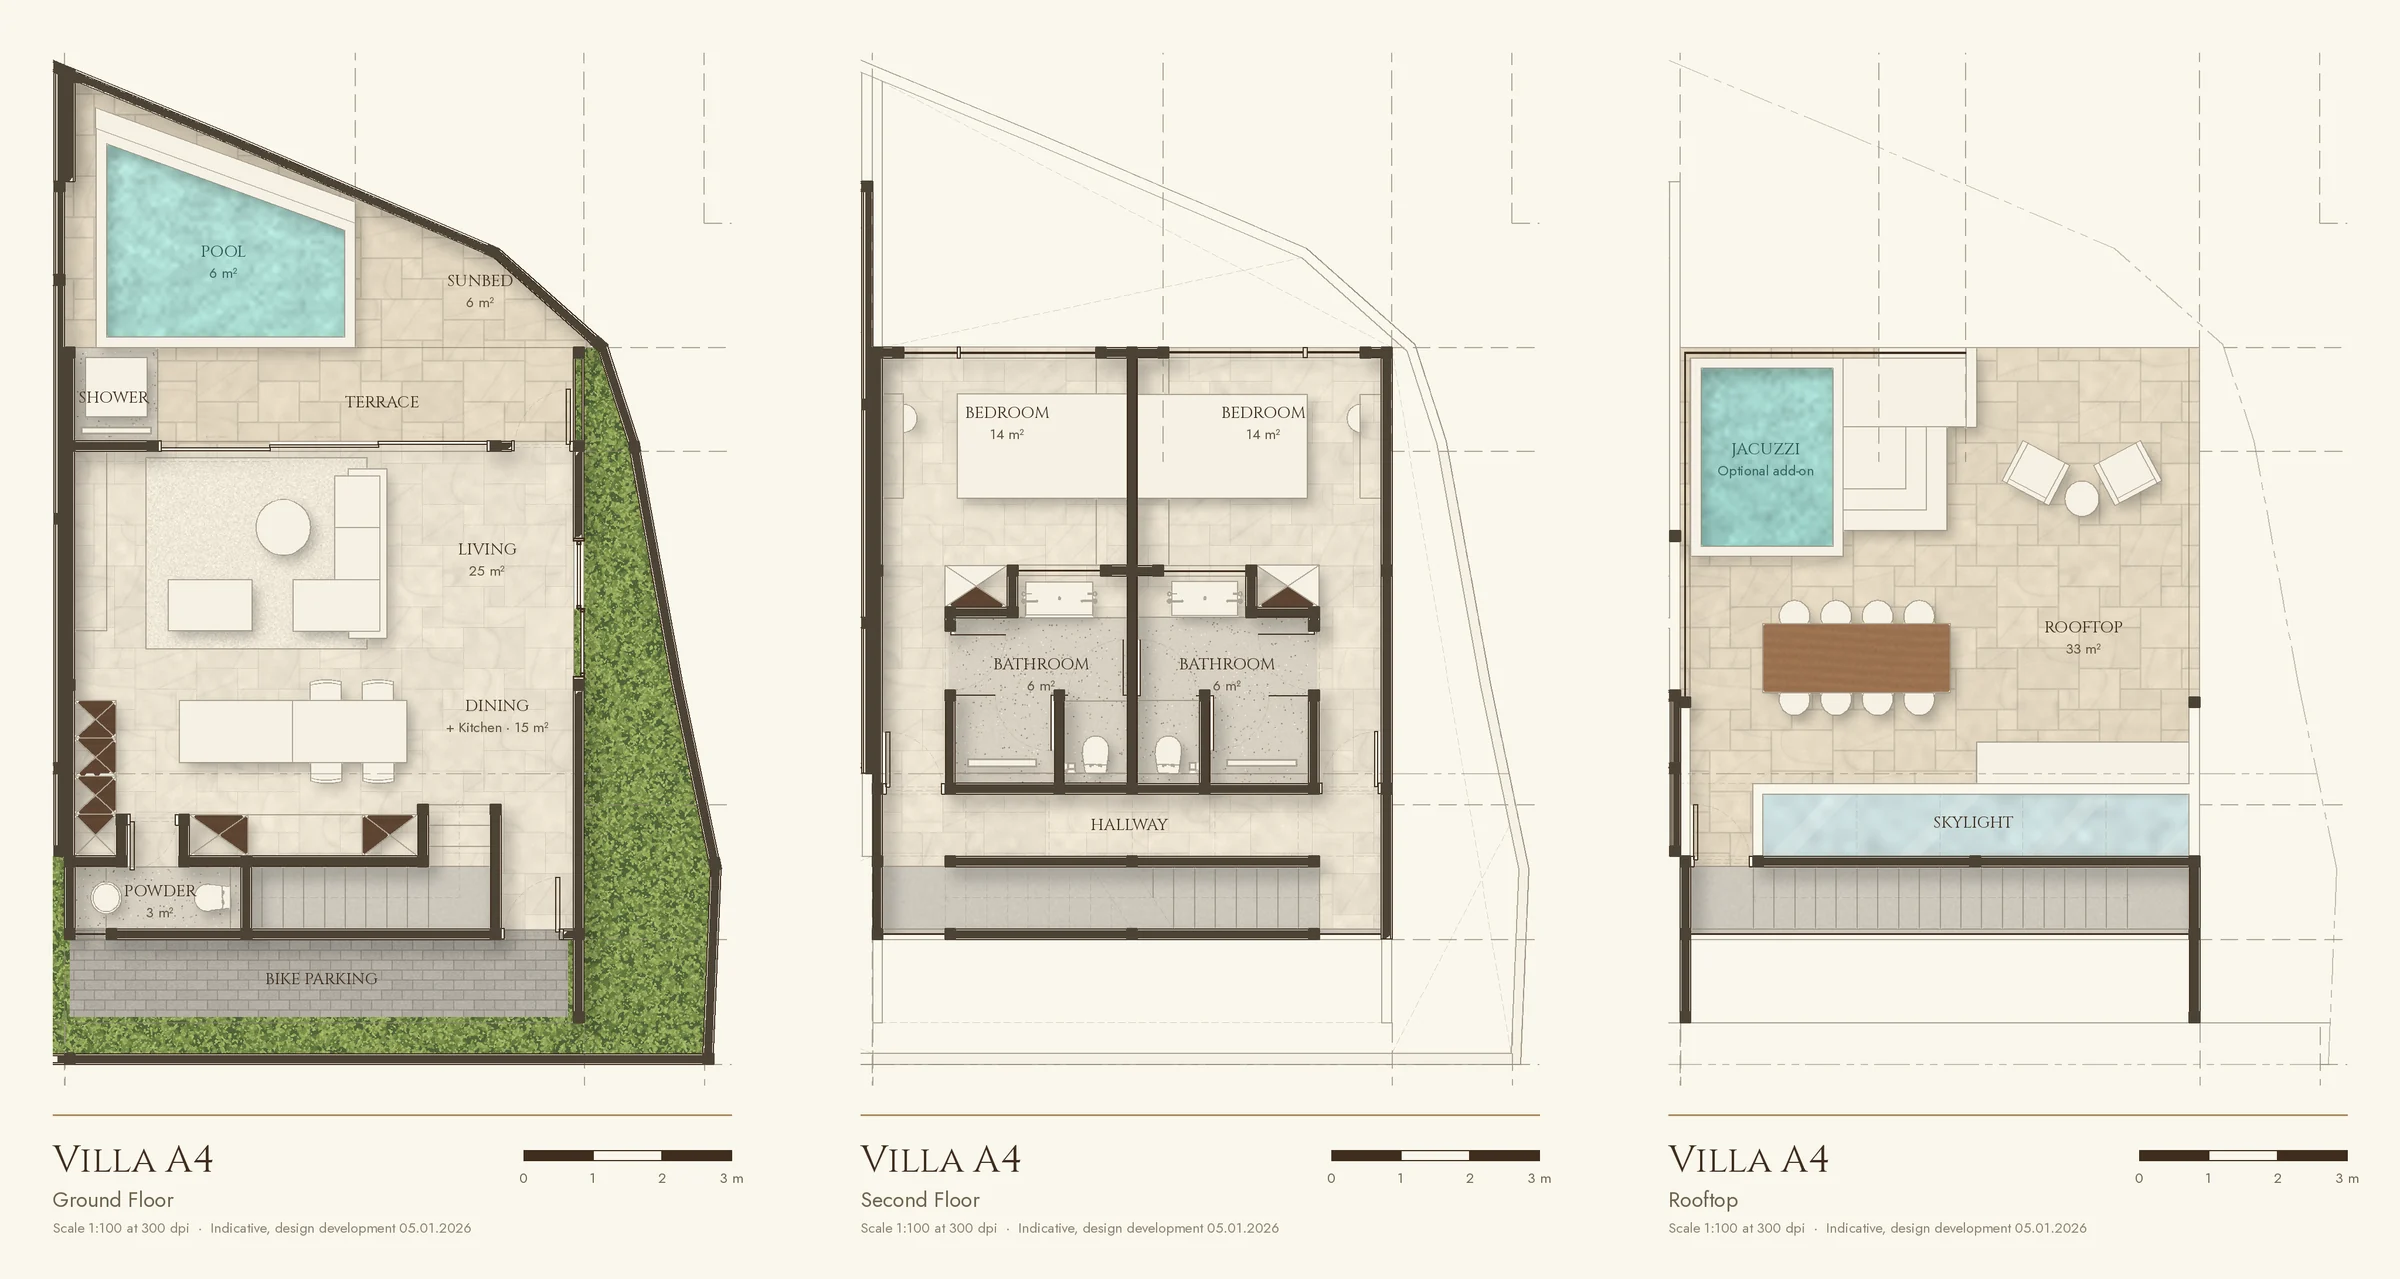 POOL
6 m²
SUNBED
6 m²
SHOWER
TERRACE
LIVING
25 m²
DINING
+ Kitchen · 15 m²
POWDER
3 m²
BIKE PARKING
VILLA A4
Ground Floor
Scale 1:100 at 300 dpi · Indicative, design development 05.01.2026
0 1 2 3 m
BEDROOM
14 m²
BEDROOM
14 m²
BATHROOM
6 m²
BATHROOM
6 m²
HALLWAY
VILLA A4
Second Floor
Scale 1:100 at 300 dpi · Indicative, design development 05.01.2026
0 1 2 3 m
JACUZZI
Optional add-on
ROOFTOP
33 m²
SKYLIGHT
VILLA A4
Rooftop
Scale 1:100 at 300 dpi · Indicative, design development 05.01.2026
0 1 2 3 m